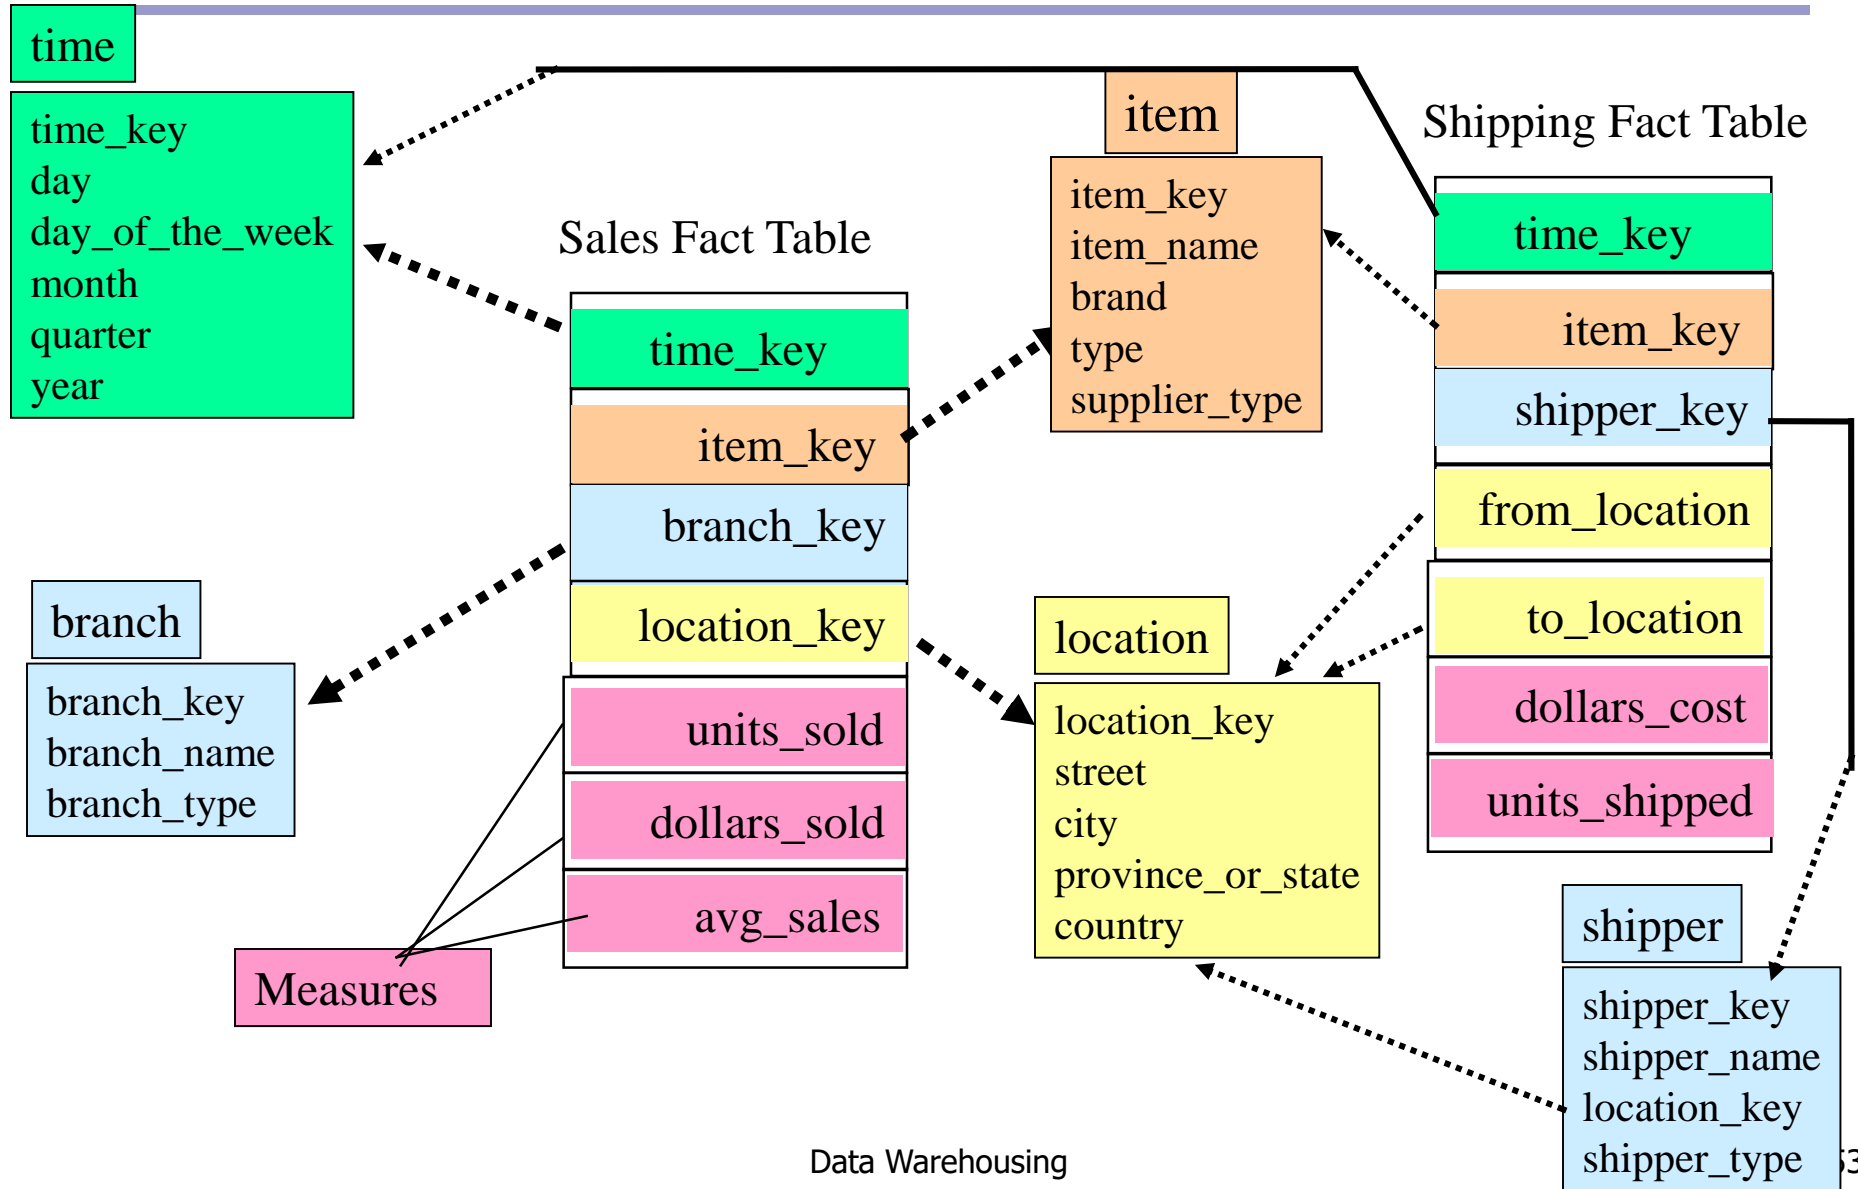 time
time_key
day
day_of_the_week
month
quarter
year
Sales Fact Table
time_key
item_key
branch_key
location_key
units_sold
dollars_sold
avg_sales
Measures
branch
branch_key
branch_name
branch_type
item
item_key
item_name
brand
type
supplier_type
location
location_key
street
city
province_or_state
country
Shipping Fact Table
time_key
item_key
shipper_key
from_location
to_location
dollars_cost
units_shipped
shipper
shipper_key
shipper_name
location_key
shipper_type
Data Warehousing